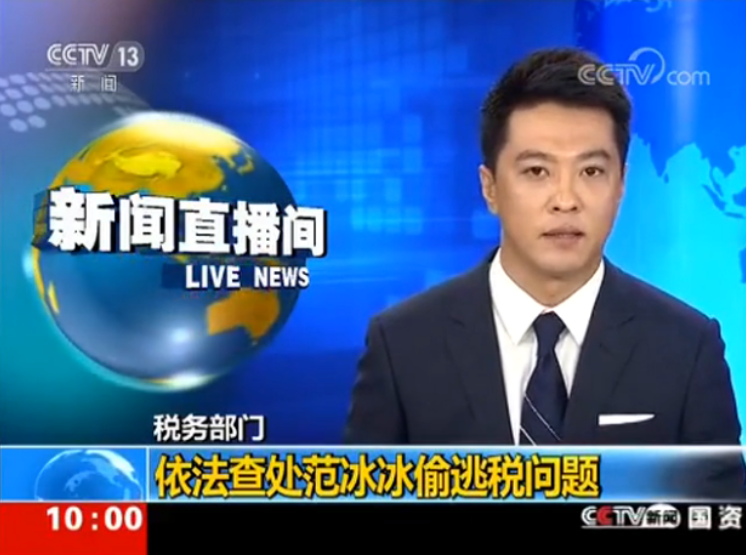 CCTV 13
新闻
CCTV.com
新闻直播间
LIVE NEWS
税务部门
依法查处范冰冰偷逃税问题
10:00
CCTV新闻 国资